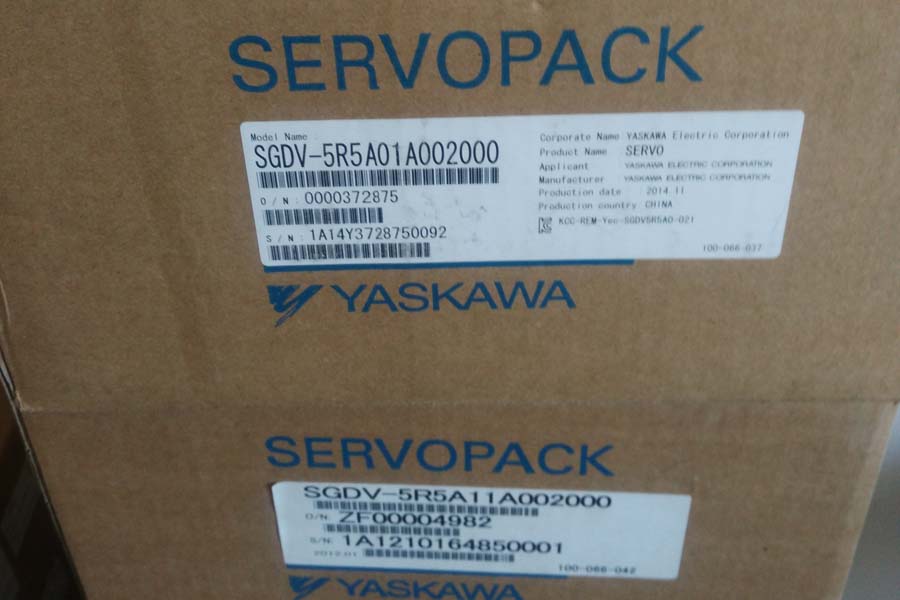 SERVOPACK
Model Name
SGDV-5R5A01A002000
O/N: 0000372875
S/N: 1A14Y3728750092
Corporate Name YASKAWA Electric Corporation
Product Name SERVO
Applicant YASKAWA ELECTRIC CORPORATION
Manufacturer YASKAWA ELECTRIC CORPORATION
Production date 2014.11
Production country CHINA
KCC-REM-Yec-SGDV5R5A0-021
100-066-037
YASKAWA
SERVOPACK
SGDV-5R5A11A002000
O/N: ZF00004982
S/N: 1A1210164850001
2012.01
100-066-042
YASKAWA